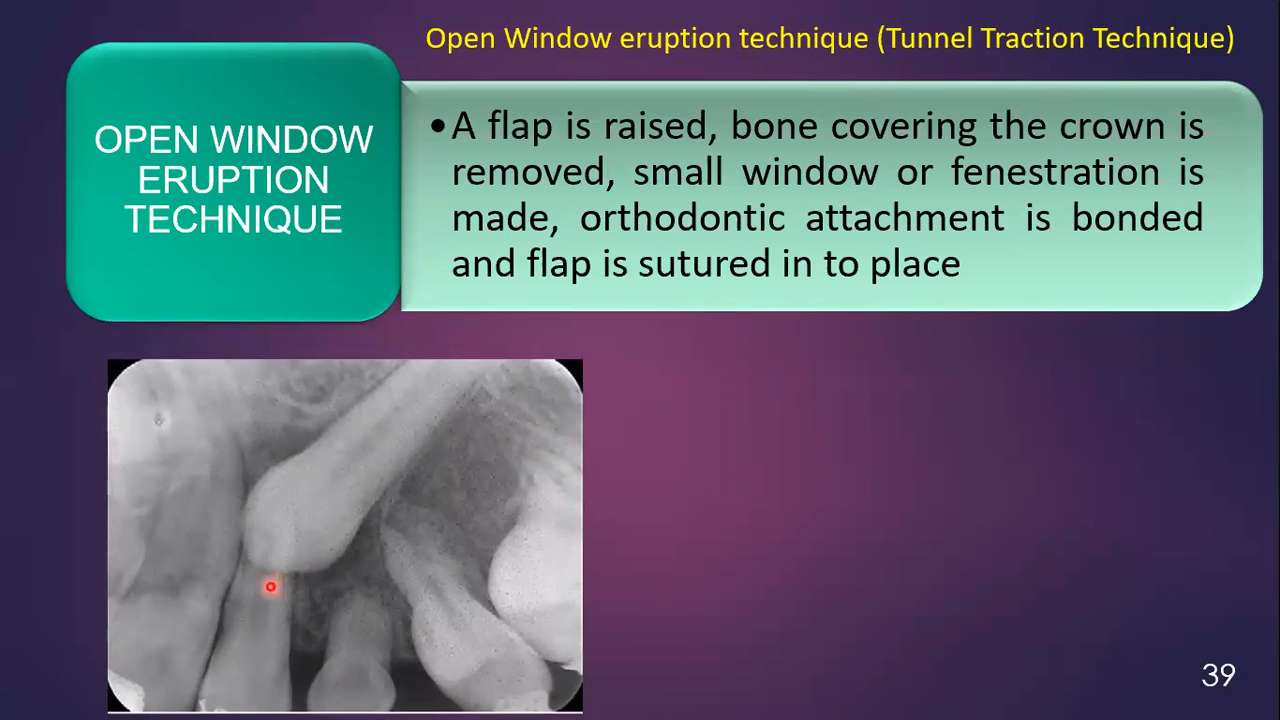 Open Window eruption technique (Tunnel Traction Technique)
OPEN WINDOW
ERUPTION
TECHNIQUE
•A flap is raised, bone covering the crown is
removed, small window or fenestration is
made, orthodontic attachment is bonded
and flap is sutured in to place
39